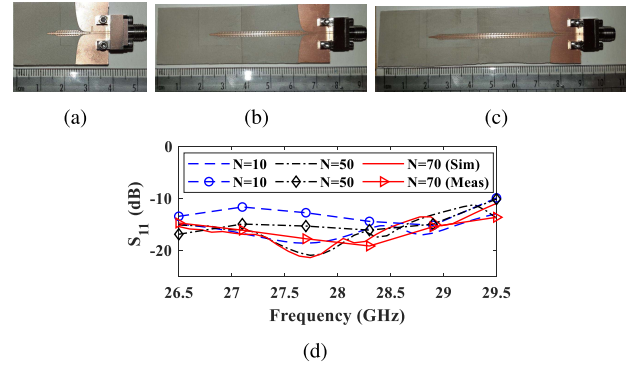 (a)
(b)
(c)
0
N=10 N=50 N=70 (Sim)
N=10 N=50 N=70 (Meas)
-10
-20
S11 (dB)
26.5 27 27.5 28 28.5 29 29.5
Frequency (GHz)
(d)